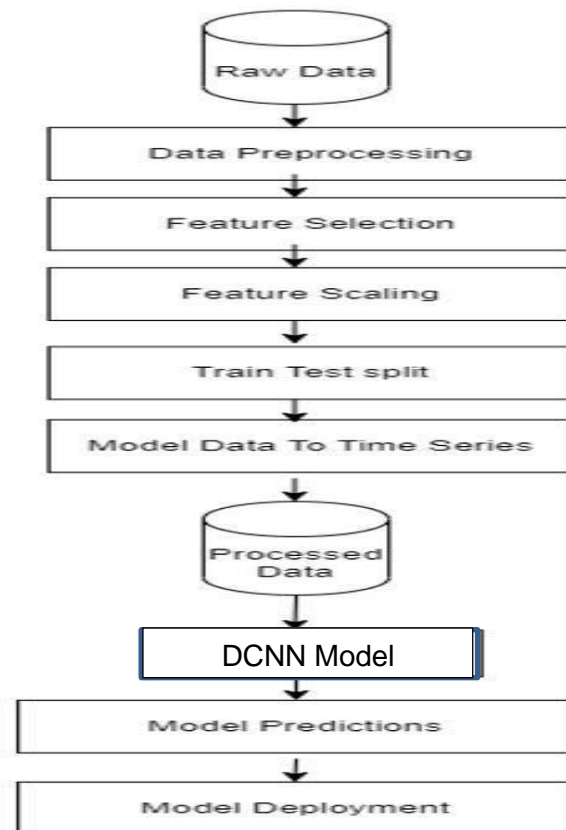 Raw Data
Data Preprocessing
Feature Selection
Feature Scaling
Train Test split
Model Data To Time Series
Processed
Data
DCNN Model
Model Predictions
Model Deployment